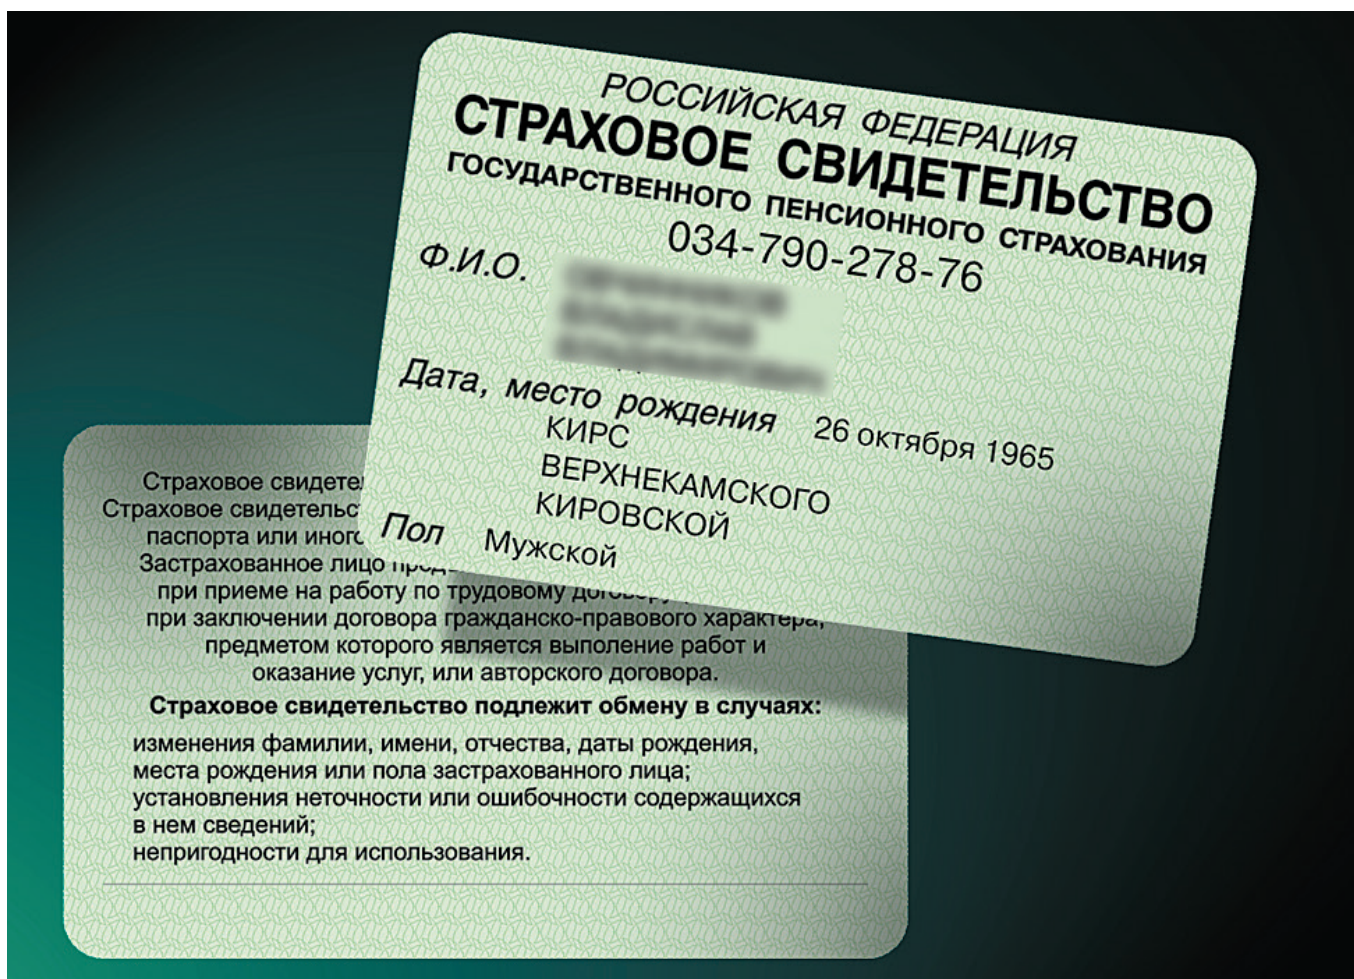 РОССИЙСКАЯ ФЕДЕРАЦИЯ
СТРАХОВОЕ СВИДЕТЕЛЬСТВО
ГОСУДАРСТВЕННОГО ПЕНСИОННОГО СТРАХОВАНИЯ
034-790-278-76
Ф.И.О.
Дата, место рождения 26 октября 1965
КИРС
ВЕРХНЕКАМСКОГО
КИРОВСКОЙ
Пол Мужской
Страховое
Страховое
паспорта или
Застрахованное лицо
при приеме на работу по трудовому договору
при заключении договора гражданско-правового характера,
предметом которого является выполение работ и
оказание услуг, или авторского договора.
Страховое свидетельство подлежит обмену в случаях:
изменения фамилии, имени, отчества, даты рождения,
места рождения или пола застрахованного лица;
установления неточности или ошибочности содержащихся
в нем сведений;
непригодности для использования.